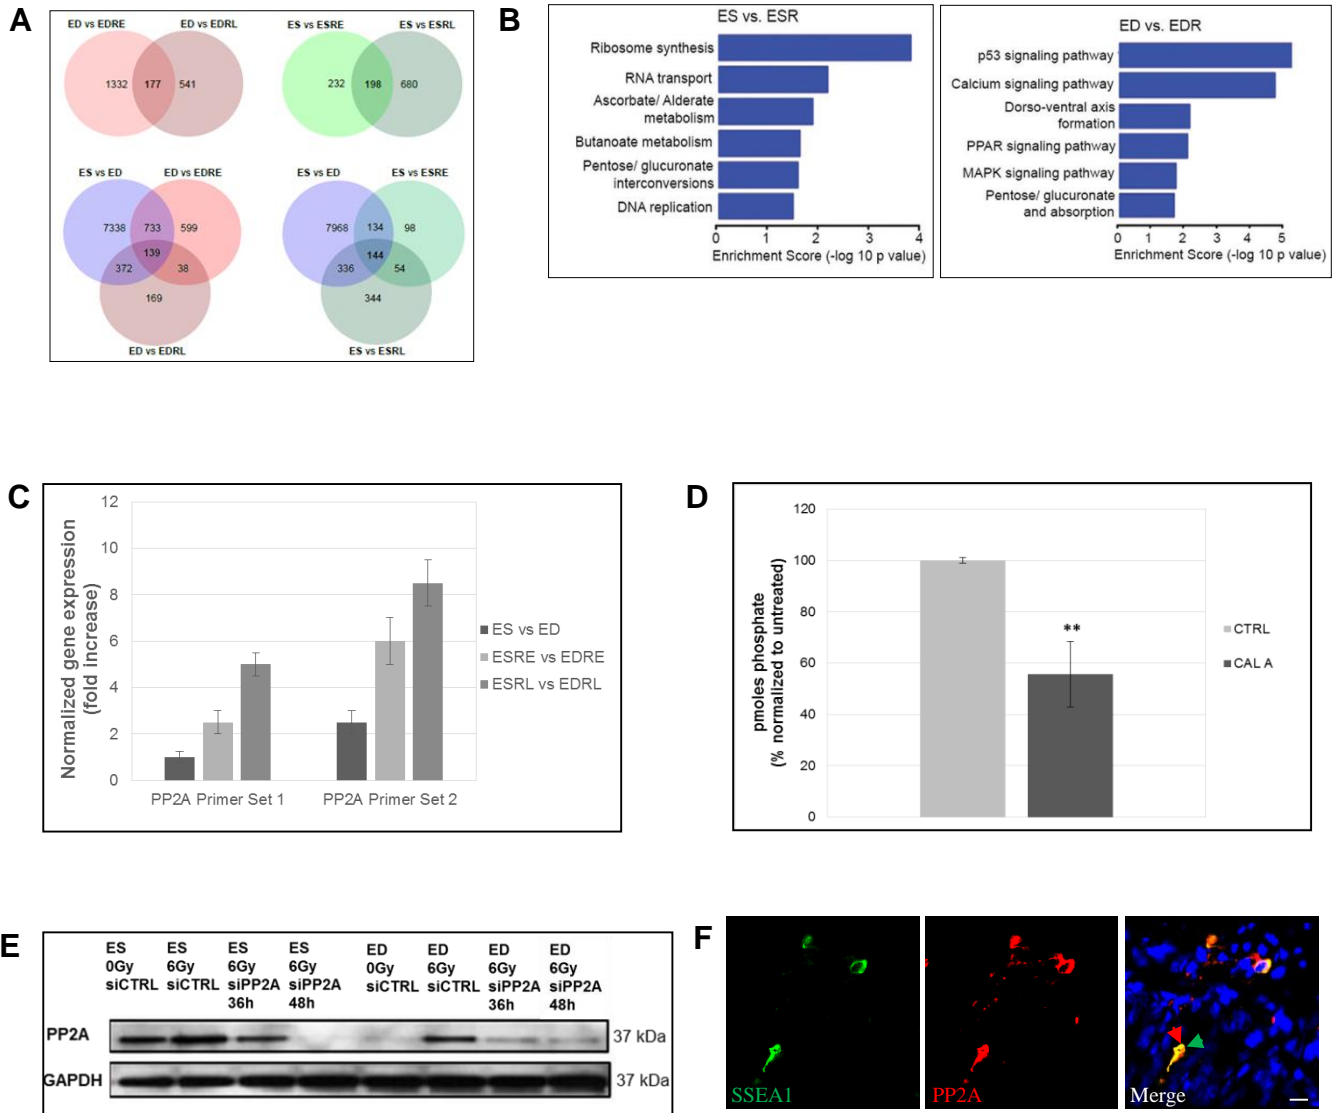 A
ED vs EDRE
ED vs EDRL
1332
177
541
ES vs ESRE
ES vs ESRL
232
198
680
ES vs ED
ED vs EDRE
7338
733
599
139
372
38
169
ED vs EDRL
ES vs ED
ES vs ESRE
7968
134
98
144
336
54
344
ES vs ESRL
B
ES vs. ESR
Ribosome synthesis
RNA transport
Ascorbate/ Alderate
metabolism
Butanoate metabolism
Pentose/ glucuronate
interconversions
DNA replication
0 1 2 3 4
Enrichment Score (-log 10 p value)
ED vs. EDR
p53 signaling pathway
Calcium signaling pathway
Dorso-ventral axis
formation
PPAR signaling pathway
MAPK signaling pathway
Pentose/ glucuronate
and absorption
0 1 2 3 4 5
Enrichment Score (-log 10 p value)
C
Normalized gene expression
(fold increase)
12
10
8
6
4
2
0
PP2A Primer Set 1
PP2A Primer Set 2
ES vs ED
ESRE vs EDRE
ESRL vs EDRL
D
pmoles phosphate
(% normalized to untreated)
120
100
80
60
40
20
0
**
CTRL
CAL A
E
ES
0Gy
siCTRL
ES
6Gy
siCTRL
ES
6Gy
siPP2A
36h
ES
6Gy
siPP2A
48h
ED
0Gy
siCTRL
ED
6Gy
siCTRL
ED
6Gy
siPP2A
36h
ED
6Gy
siPP2A
48h
PP2A
37 kDa
GAPDH
37 kDa
F
SSEA1
PP2A
Merge